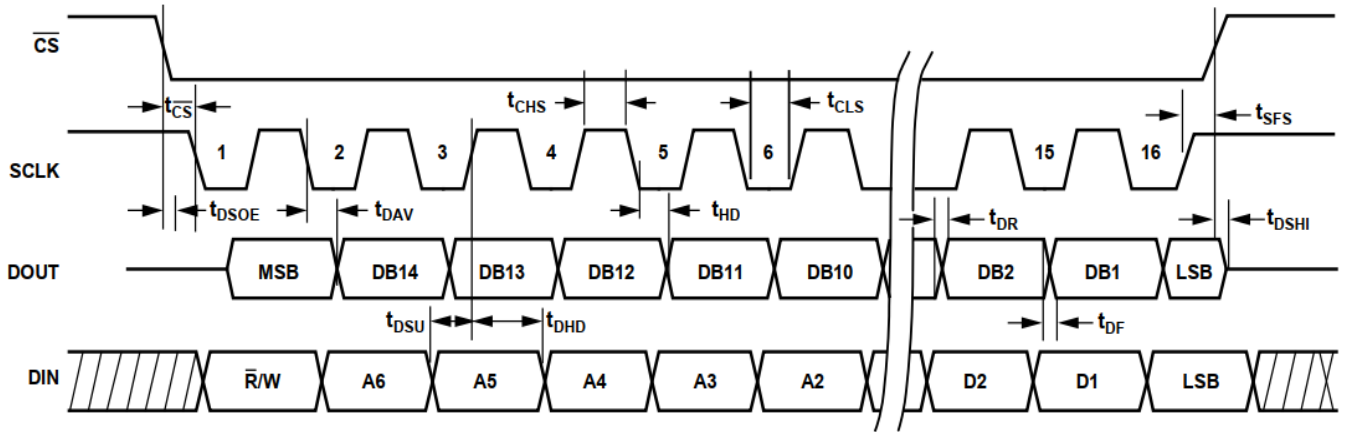 C̅S̅
tC̅S̅
tCHS
tCLS
tSFS
SCLK
1 2 3 4 5 6 15 16
tDSOE
tDAV
tHD
tDR
tDSHI
DOUT
MSB DB14 DB13 DB12 DB11 DB10 DB2 DB1 LSB
tDSU
tDHD
tDF
DIN
R̅/W A6 A5 A4 A3 A2 D2 D1 LSB